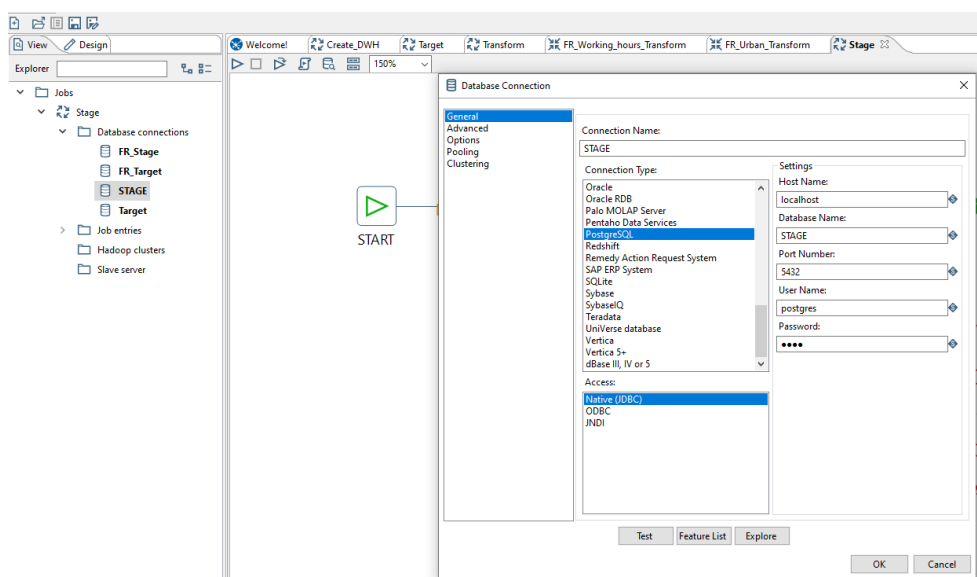 View
Design
Welcome!
Create_DWH
Target
Transform
FR_Working_hours_Transform
FR_Urban_Transform
Stage
Explorer
150%
Jobs
Stage
Database connections
FR_Stage
FR_Target
STAGE
Target
Job entries
Hadoop clusters
Slave server
START
Database Connection
General
Advanced
Options
Pooling
Clustering
Connection Name:
STAGE
Connection Type:
Oracle
Oracle RDB
Palo MOLAP Server
Pentaho Data Services
PostgreSQL
Redshift
Remedy Action Request System
SAP ERP System
SQLite
Sybase
SybaseIQ
Teradata
UniVerse database
Vertica
Vertica 5+
dBase III, IV or 5
Access:
Native (JDBC)
ODBC
JNDI
Settings
Host Name:
localhost
Database Name:
STAGE
Port Number:
5432
User Name:
postgres
Password:
●●●●
Test
Feature List
Explore
OK
Cancel